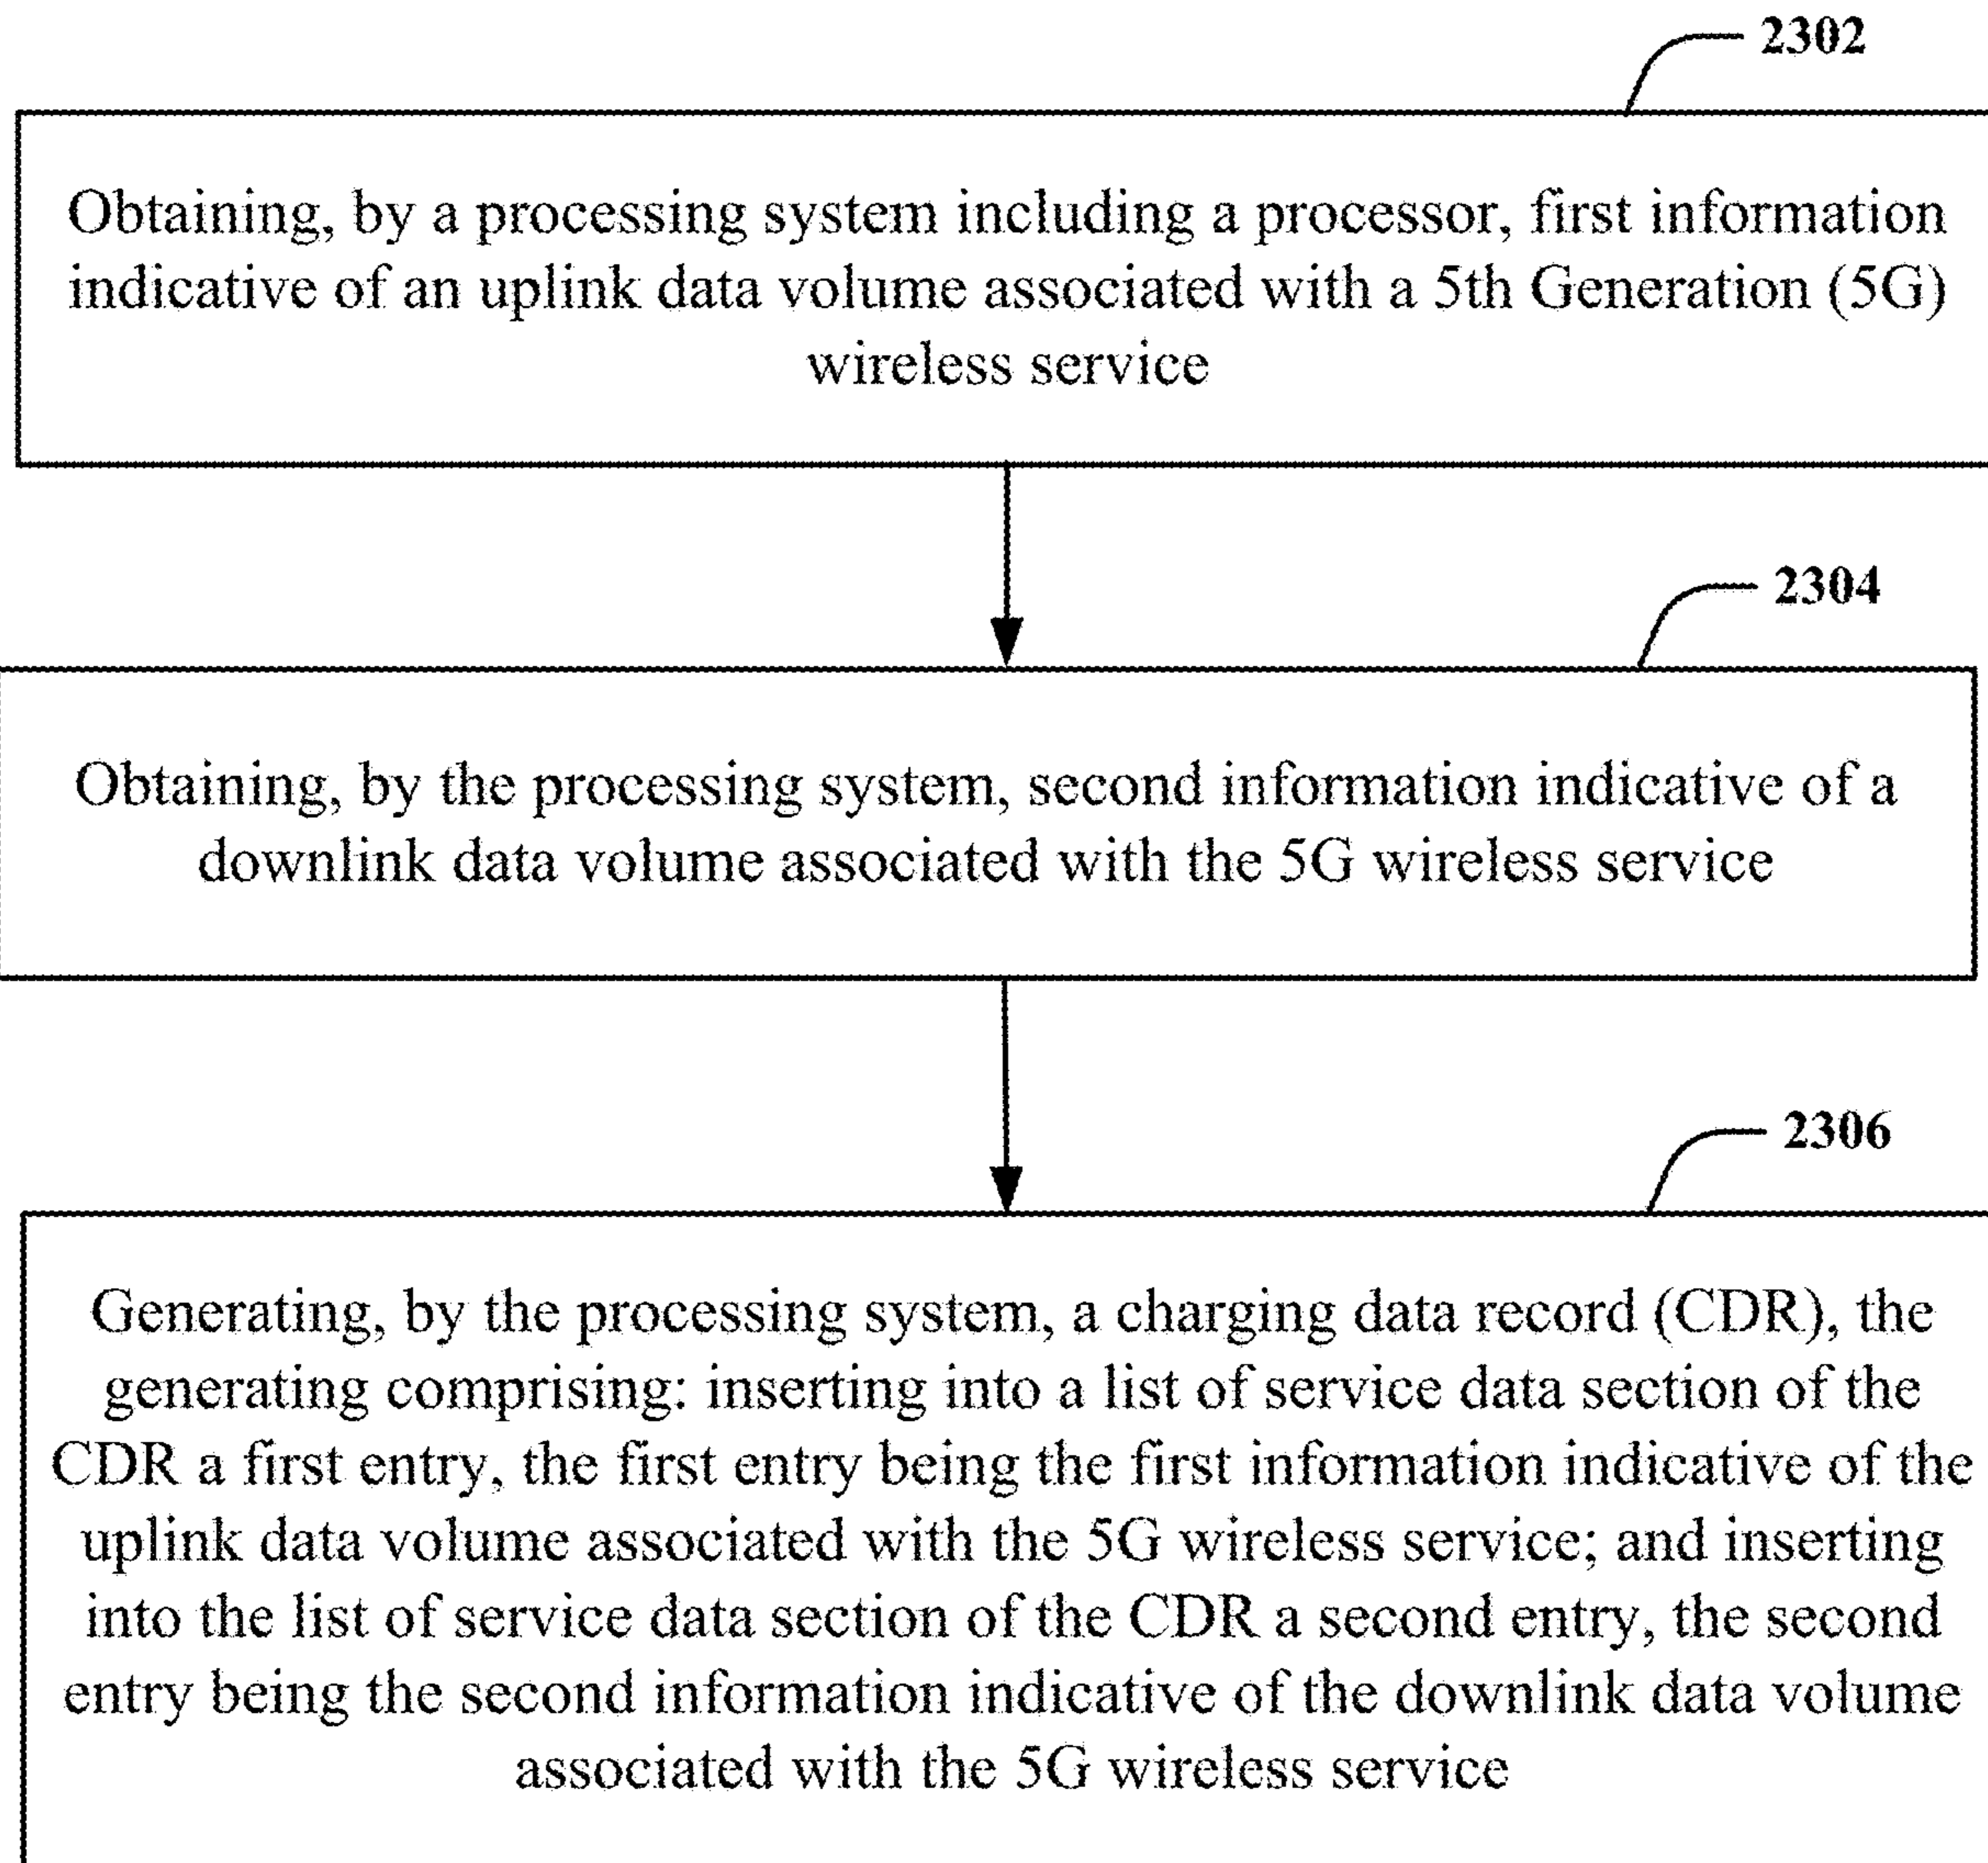 2302
Obtaining, by a processing system including a processor, first information
indicative of an uplink data volume associated with a 5th Generation (5G)
wireless service
2304
Obtaining, by the processing system, second information indicative of a
downlink data volume associated with the 5G wireless service
2306
Generating, by the processing system, a charging data record (CDR), the
generating comprising: inserting into a list of service data section of the
CDR a first entry, the first entry being the first information indicative of the
uplink data volume associated with the 5G wireless service; and inserting
into the list of service data section of the CDR a second entry, the second
entry being the second information indicative of the downlink data volume
associated with the 5G wireless service